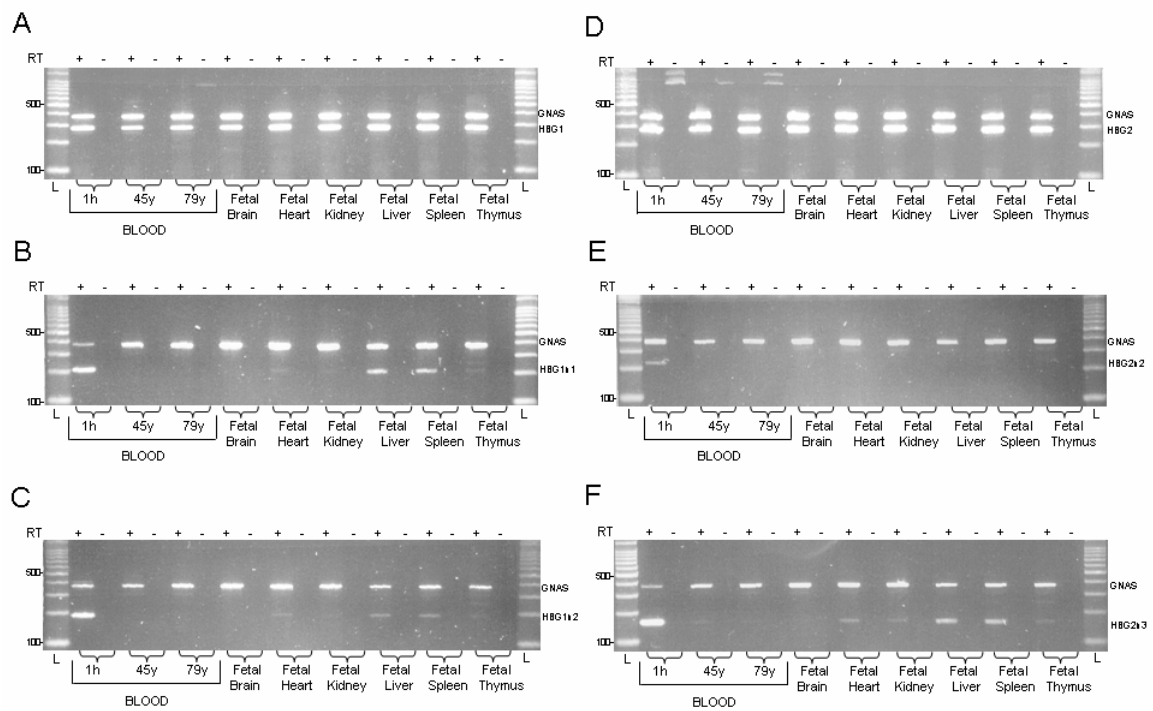 A
RT + - + - + - + - + - + - + - + - + -
500-
GNAS
HBG1
100-
L
L
1h 45y 79y Fetal Brain Fetal Heart Fetal Kidney Fetal Liver Fetal Spleen Fetal Thymus
BLOOD
D
RT + - + - + - + - + - + - + - + - + -
500-
GNAS
HBG2
100-
L
L
1h 45y 79y Fetal Brain Fetal Heart Fetal Kidney Fetal Liver Fetal Spleen Fetal Thymus
BLOOD
B
RT + - + - + - + - + - + - + - + - + -
500-
GNAS
HBG1n1
100-
L
L
1h 45y 79y Fetal Brain Fetal Heart Fetal Kidney Fetal Liver Fetal Spleen Fetal Thymus
BLOOD
E
RT + - + - + - + - + - + - + - + - + -
500-
GNAS
HBG2n2
100-
L
L
1h 45y 79y Fetal Brain Fetal Heart Fetal Kidney Fetal Liver Fetal Spleen Fetal Thymus
BLOOD
C
RT + - + - + - + - + - + - + - + - + -
500-
GNAS
HBG1n2
100-
L
L
1h 45y 79y Fetal Brain Fetal Heart Fetal Kidney Fetal Liver Fetal Spleen Fetal Thymus
BLOOD
F
RT + - + - + - + - + - + - + - + - + -
500-
GNAS
HBG2n3
100-
L
L
1h 45y 79y Fetal Brain Fetal Heart Fetal Kidney Fetal Liver Fetal Spleen Fetal Thymus
BLOOD